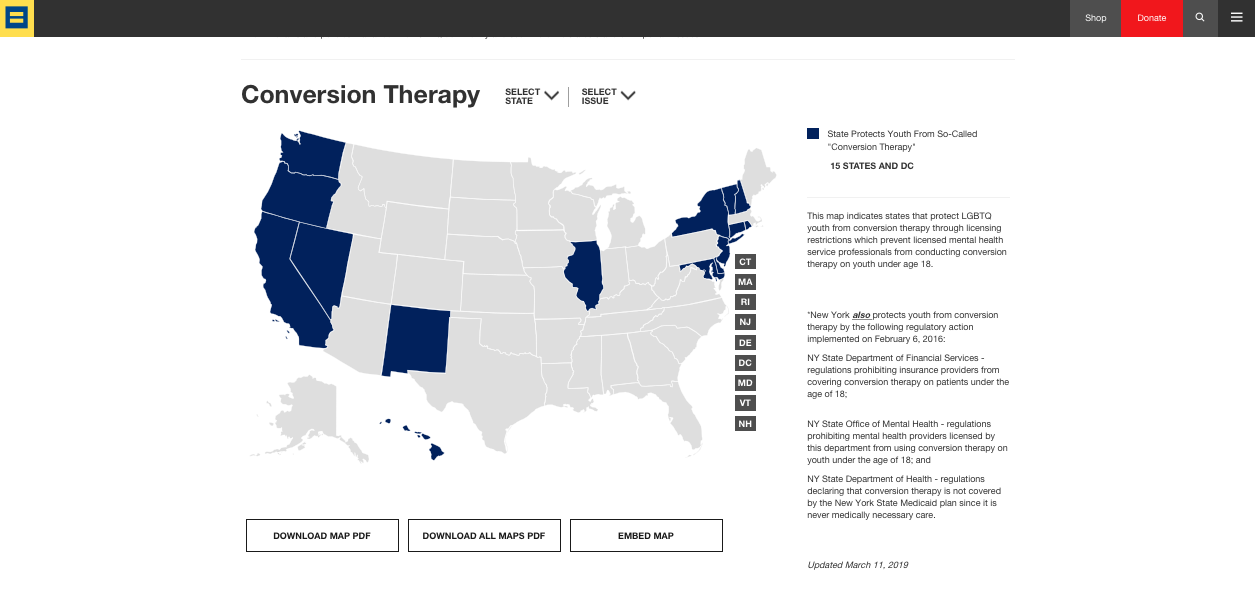 Shop
Donate
Conversion Therapy
SELECT
STATE
SELECT
ISSUE
CT
MA
RI
NJ
DE
DC
MD
VT
NH
State Protects Youth From So-Called
"Conversion Therapy"
15 STATES AND DC
This map indicates states that protect LGBTQ
youth from conversion therapy through licensing
restrictions which prevent licensed mental health
service professionals from conducting conversion
therapy on youth under age 18.
*New York also protects youth from conversion
therapy by the following regulatory action
implemented on February 6, 2016:
NY State Department of Financial Services -
regulations prohibiting insurance providers from
covering conversion therapy on patients under the
age of 18;
NY State Office of Mental Health - regulations
prohibiting mental health providers licensed by
this department from using conversion therapy on
youth under the age of 18; and
NY State Department of Health - regulations
declaring that conversion therapy is not covered
by the New York State Medicaid plan since it is
never medically necessary care.
Updated March 11, 2019
DOWNLOAD MAP PDF
DOWNLOAD ALL MAPS PDF
EMBED MAP